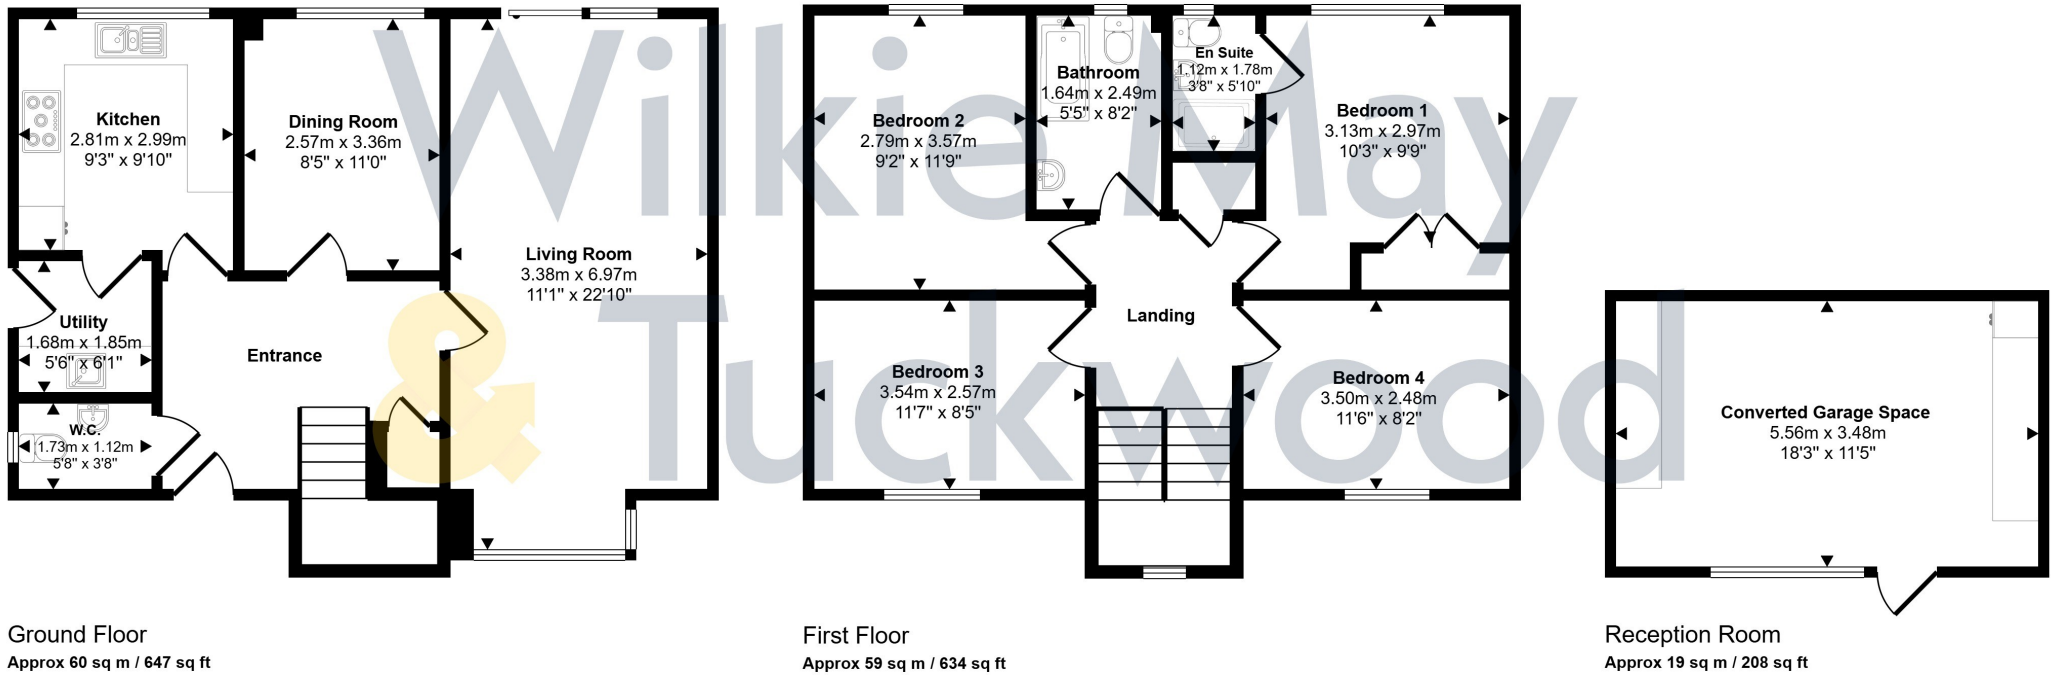 Kitchen
2.81m x 2.99m
9'3" x 9'10"
Dining Room
2.57m x 3.36m
8'5" x 11'0"
Living Room
3.38m x 6.97m
11'1" x 22'10"
Utility
1.68m x 1.85m
5'6" x 6'1"
Entrance
W.C.
1.73m x 1.12m
5'8" x 3'8"
Ground Floor
Approx 60 sq m / 647 sq ft
Bedroom 2
2.79m x 3.57m
9'2" x 11'9"
Bathroom
1.64m x 2.49m
5'5" x 8'2"
En Suite
1.12m x 1.78m
3'8" x 5'10"
Bedroom 1
3.13m x 2.97m
10'3" x 9'9"
Landing
Bedroom 3
3.54m x 2.57m
11'7" x 8'5"
Bedroom 4
3.50m x 2.48m
11'6" x 8'2"
First Floor
Approx 59 sq m / 634 sq ft
Converted Garage Space
5.56m x 3.48m
18'3" x 11'5"
Reception Room
Approx 19 sq m / 208 sq ft
Wilkie May
& Tuckwood